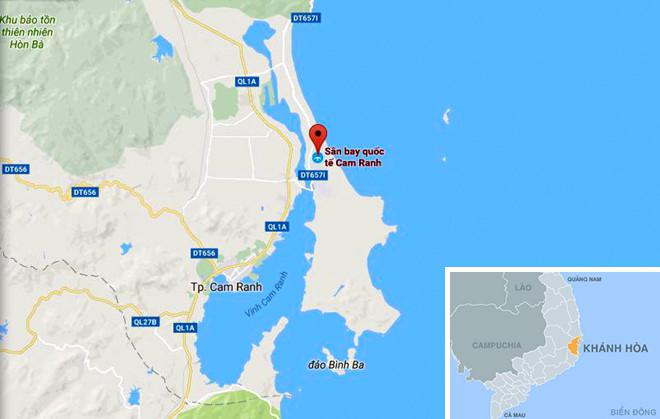 Khu bảo tồn
thiên nhiên
Hòn Bà
DT657I
QL1A
Sân bay quốc
tế Cam Ranh
DT656
DT657I
DT656
QL1A
DT656
Tp. Cam Ranh
Vịnh Cam Ranh
QL27B
QL1A
đảo Bình Ba
LÀO
QUẢNG NAM
CAMPUCHIA
KHÁNH HÒA
CÀ MAU
BIỂN ĐÔNG